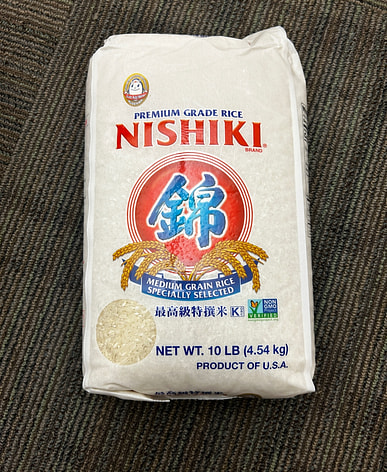 PREMIUM GRADE RICE
NISHIKI®
BRAND
錦
MEDIUM GRAIN RICE
SPECIALLY SELECTED
最高級特撰米 K
NON
GMO
VERIFIED
NET. WT. 10 LB (4.54 kg)
PRODUCT OF U.S.A.